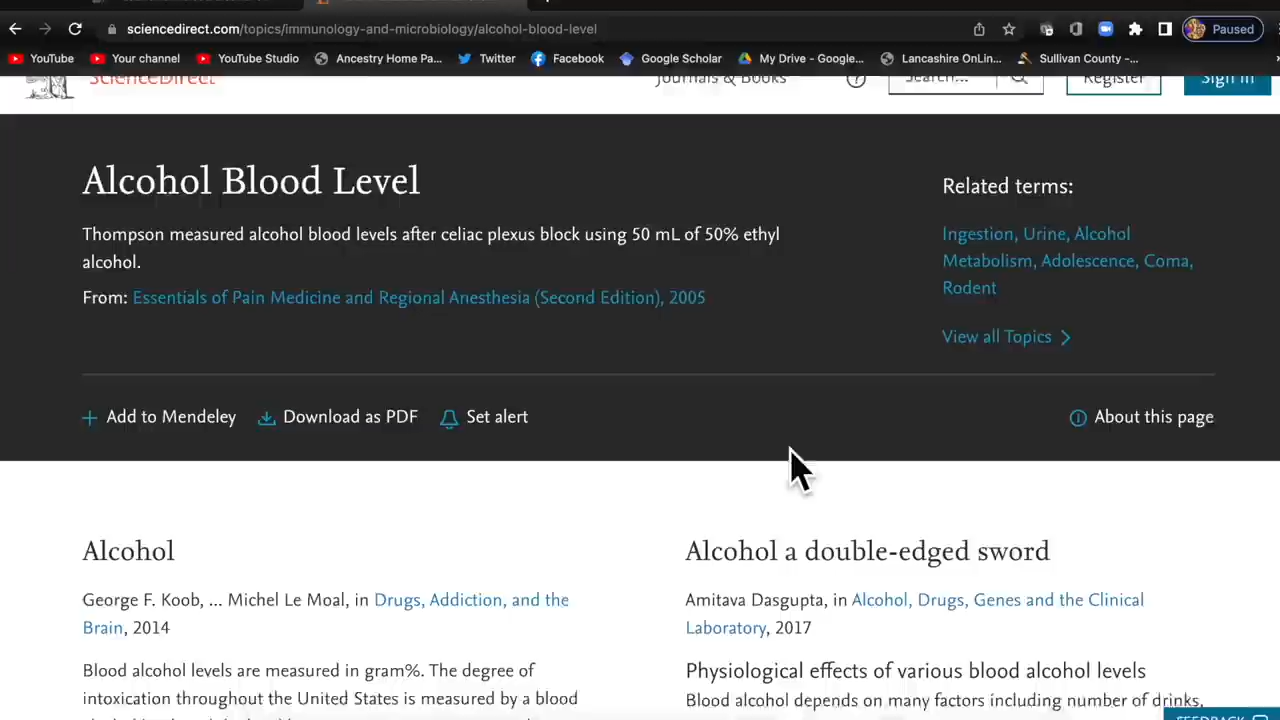 sciencedirect.com/topics/immunology-and-microbiology/alcohol-blood-level
Paused
YouTube Your channel YouTube Studio Ancestry Home Pa... Twitter Facebook Google Scholar My Drive - Google... Lancashire OnLin... Sullivan County -...
ScienceDirect Journals & Books ? Search... Register Sign in
Alcohol Blood Level
Thompson measured alcohol blood levels after celiac plexus block using 50 mL of 50% ethyl
alcohol.
From: Essentials of Pain Medicine and Regional Anesthesia (Second Edition), 2005
Related terms:
Ingestion, Urine, Alcohol
Metabolism, Adolescence, Coma,
Rodent
View all Topics
Add to Mendeley Download as PDF Set alert
About this page
Alcohol
George F. Koob, ... Michel Le Moal, in Drugs, Addiction, and the
Brain, 2014
Blood alcohol levels are measured in gram%. The degree of
intoxication throughout the United States is measured by a blood
Alcohol a double-edged sword
Amitava Dasgupta, in Alcohol, Drugs, Genes and the Clinical
Laboratory, 2017
Physiological effects of various blood alcohol levels
Blood alcohol depends on many factors including number of drinks,
FEEDBACK